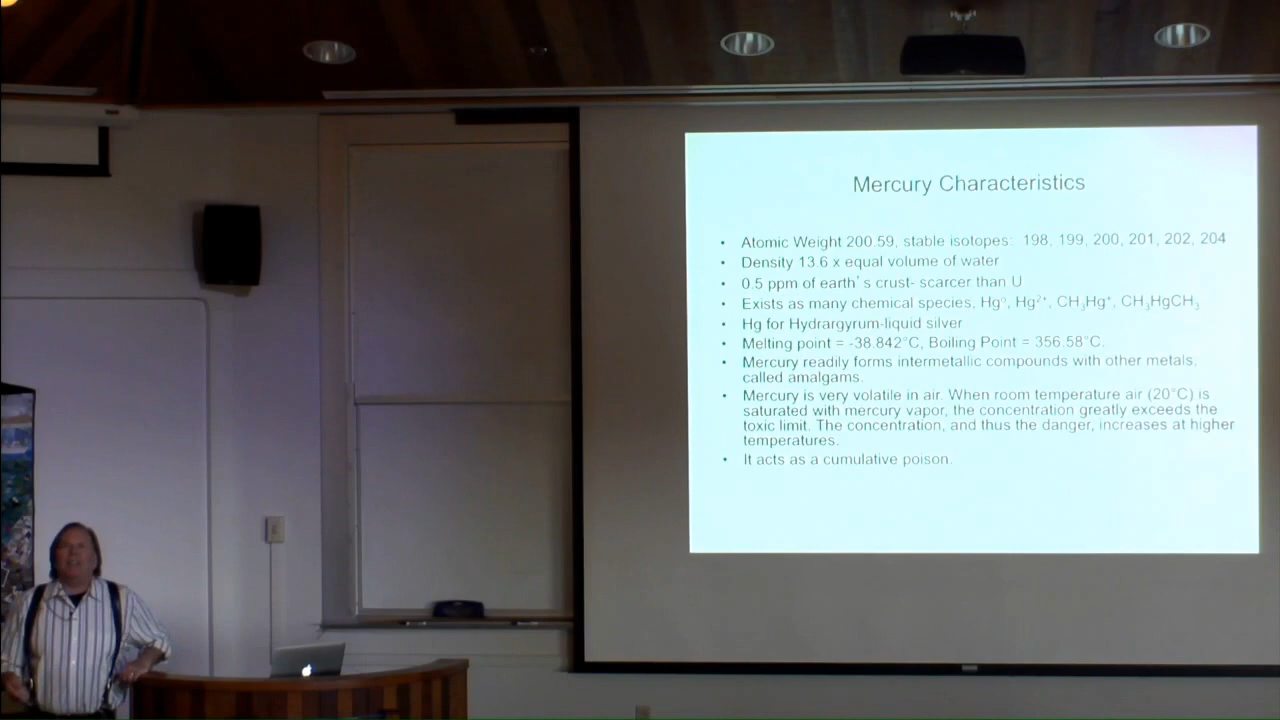 Mercury Characteristics
• Atomic Weight 200.59, stable isotopes: 198, 199, 200, 201, 202, 204
• Density 13.6 x equal volume of water
• 0.5 ppm of earth's crust- scarcer than U
• Exists as many chemical species, Hg⁰, Hg²⁺, CH₃Hg⁺, CH₃HgCH₃
• Hg for Hydrargyrum-liquid silver
• Melting point = -38.842°C, Boiling Point = 356.58°C.
• Mercury readily forms intermetallic compounds with other metals,
called amalgams.
• Mercury is very volatile in air. When room temperature air (20°C) is
saturated with mercury vapor, the concentration greatly exceeds the
toxic limit. The concentration, and thus the danger, increases at higher
temperatures.
• It acts as a cumulative poison.